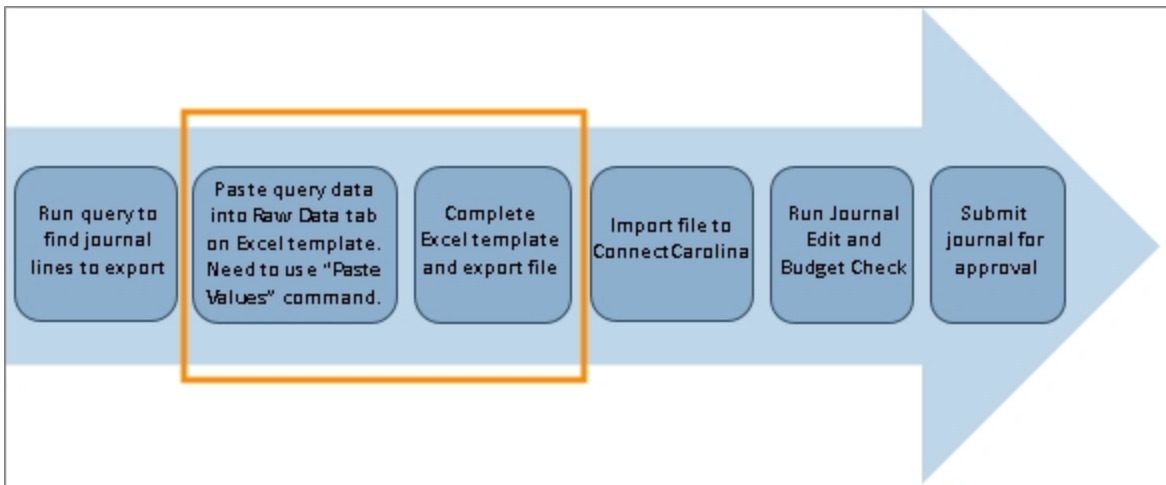 Run query to
find journal
lines to export
Paste query data
into Raw Data tab
on Excel template.
Need to use “Paste
Values” command.
Complete
Excel template
and export file
Import file to
ConnectCarolina
Run Journal
Edit and
Budget Check
Submit
journal for
approval